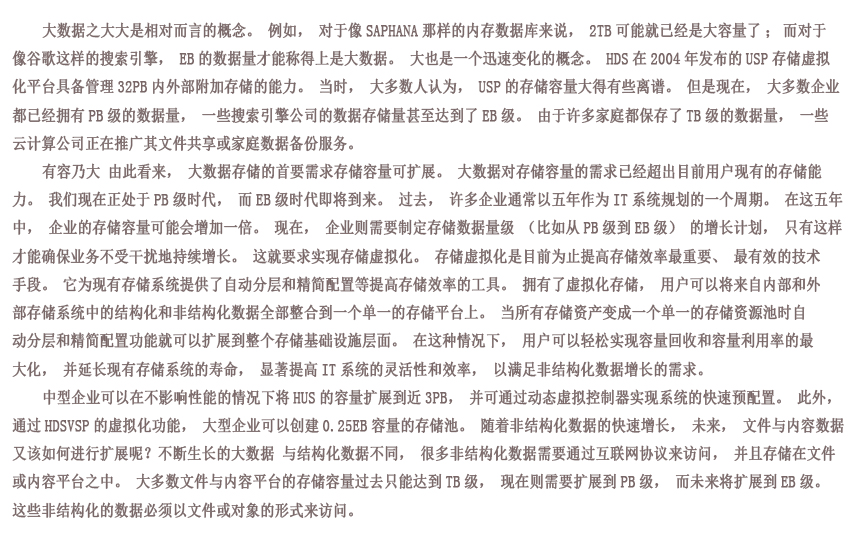 大数据之大大是相对而言的概念。 例如， 对于像 SAPHANA 那样的内存数据库来说， 2TB 可能就已经是大容量了 ; 而对于
像谷歌这样的搜索引擎， EB 的数据量才能称得上是大数据。 大也是一个迅速变化的概念。 HDS 在 2004 年发布的 USP 存储虚拟
化平台具备管理 32PB 内外部附加存储的能力。 当时， 大多数人认为， USP 的存储容量大得有些离谱。 但是现在， 大多数企业
都已经拥有 PB 级的数据量， 一些搜索引擎公司的数据存储量甚至达到了 EB 级。 由于许多家庭都保存了 TB 级的数据量， 一些
云计算公司正在推广其文件共享或家庭数据备份服务。
有容乃大 由此看来， 大数据存储的首要需求存储容量可扩展。 大数据对存储容量的需求已经超出目前用户现有的存储能
力。 我们现在正处于 PB 级时代， 而 EB 级时代即将到来。 过去， 许多企业通常以五年作为 IT 系统规划的一个周期。 在这五年
中， 企业的存储容量可能会增加一倍。 现在， 企业则需要制定存储数据量级 （比如从 PB 级到 EB 级） 的增长计划， 只有这样
才能确保业务不受干扰地持续增长。 这就要求实现存储虚拟化。 存储虚拟化是目前为止提高存储效率最重要、 最有效的技术
手段。 它为现有存储系统提供了自动分层和精简配置等提高存储效率的工具。 拥有了虚拟化存储， 用户可以将来自内部和外
部存储系统中的结构化和非结构化数据全部整合到一个单一的存储平台上。 当所有存储资产变成一个单一的存储资源池时自
动分层和精简配置功能就可以扩展到整个存储基础设施层面。 在这种情况下， 用户可以轻松实现容量回收和容量利用率的最
大化， 并延长现有存储系统的寿命， 显著提高 IT 系统的灵活性和效率， 以满足非结构化数据增长的需求。
中型企业可以在不影响性能的情况下将 HUS 的容量扩展到近 3PB， 并可通过动态虚拟控制器实现系统的快速预配置。 此外，
通过 HDSVSP 的虚拟化功能， 大型企业可以创建 0.25EB 容量的存储池。 随着非结构化数据的快速增长， 未来， 文件与内容数据
又该如何进行扩展呢？不断生长的大数据 与结构化数据不同， 很多非结构化数据需要通过互联网协议来访问， 并且存储在文件
或内容平台之中。 大多数文件与内容平台的存储容量过去只能达到 TB 级， 现在则需要扩展到 PB 级， 而未来将扩展到 EB 级。
这些非结构化的数据必须以文件或对象的形式来访问。